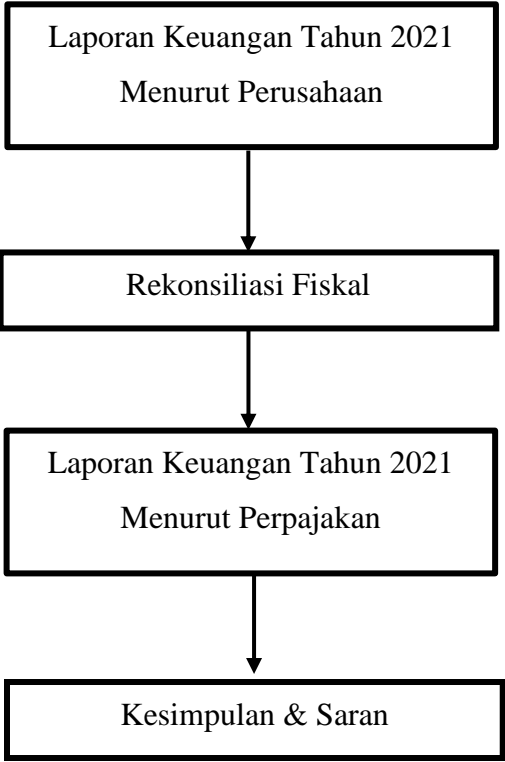 Laporan Keuangan Tahun 2021
Menurut Perusahaan
Rekonsiliasi Fiskal
Laporan Keuangan Tahun 2021
Menurut Perpajakan
Kesimpulan & Saran